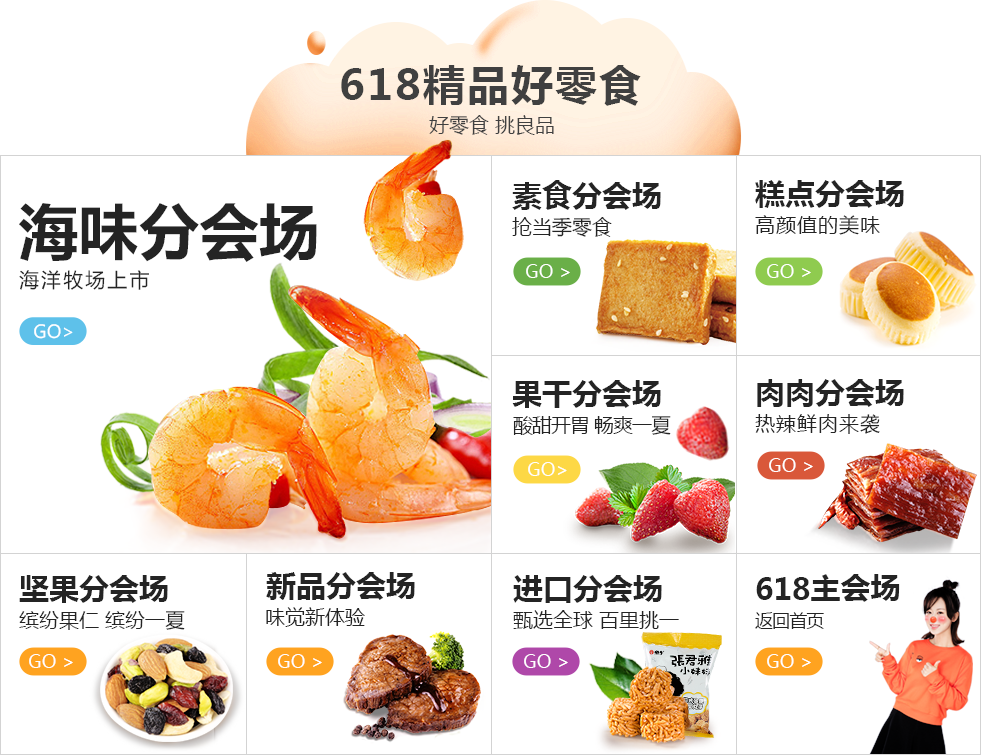 618精品好零食
好零食 挑良品
海味分会场
海洋牧场上市
GO>
素食分会场
抢当季零食
GO >
糕点分会场
高颜值的美味
GO >
果干分会场
酸甜开胃 畅爽一夏
GO>
肉肉分会场
热辣鲜肉来袭
GO >
坚果分会场
缤纷果仁 缤纷一夏
GO >
新品分会场
味觉新体验
GO >
进口分会场
甄选全球 百里挑一
GO >
張君雅
小妹妹
618主会场
返回首页
GO >